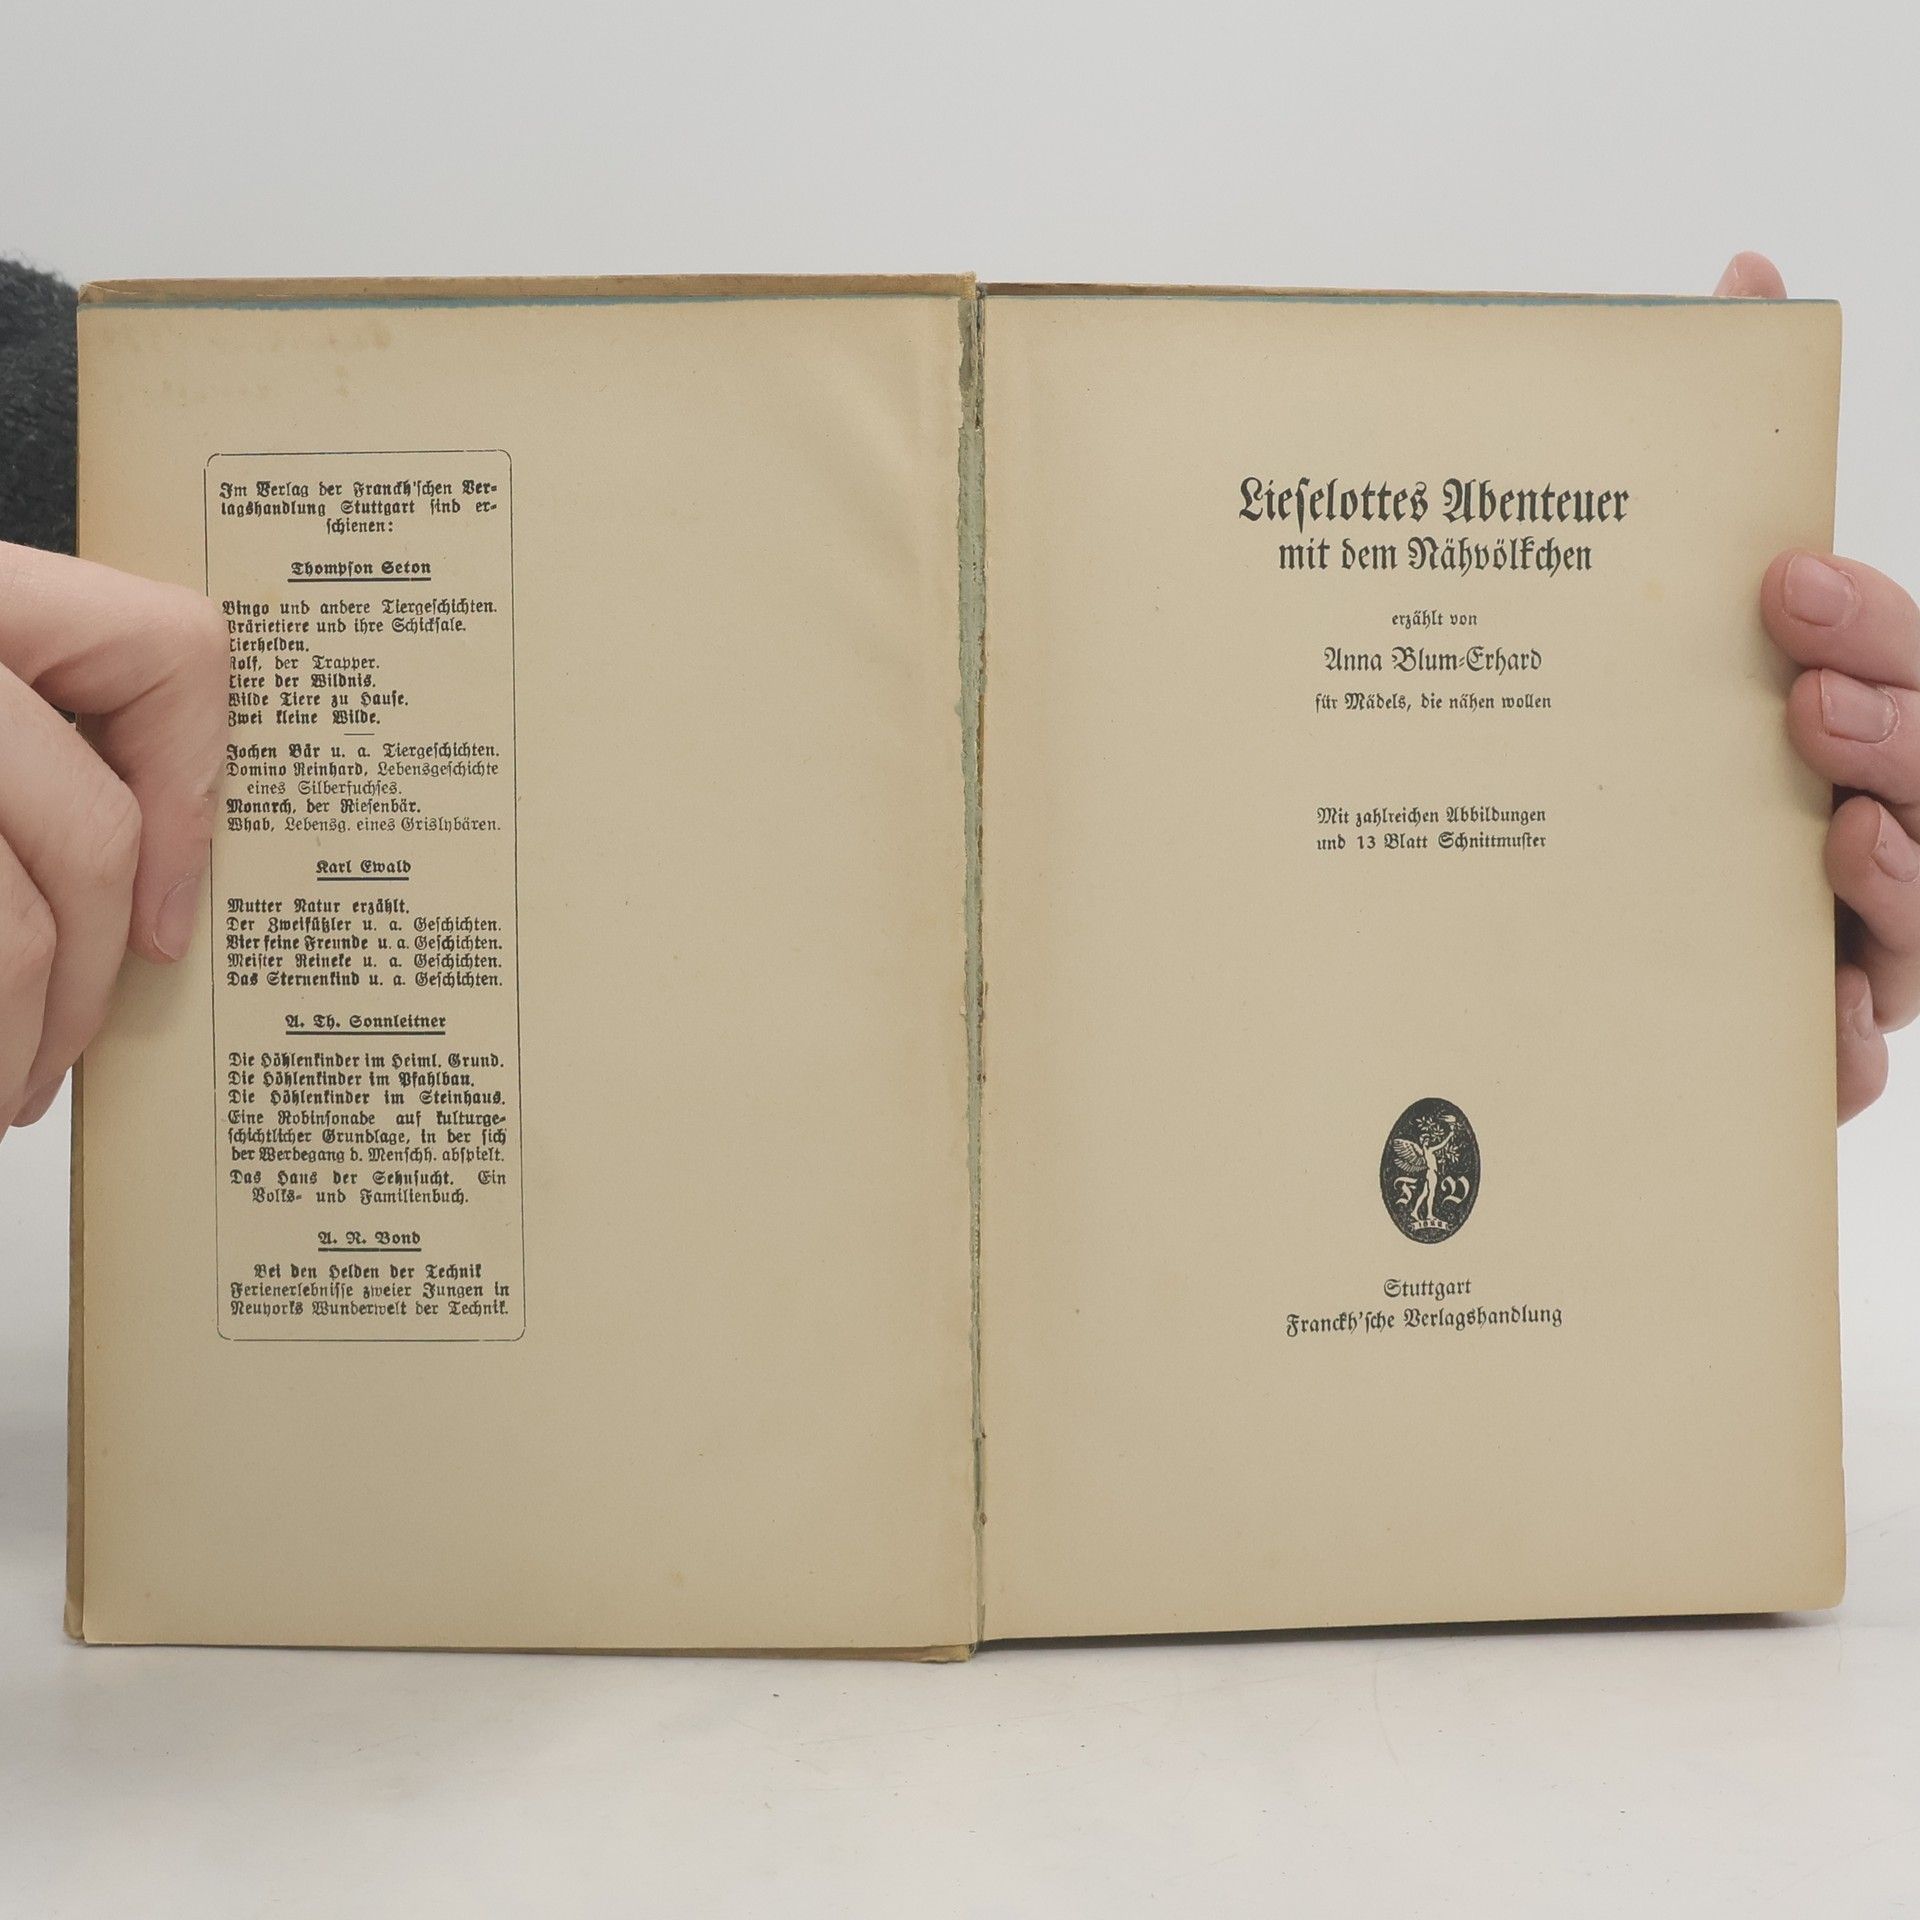 Im Verlag der Franckh'schen Ver-
lagshandlung Stuttgart sind er-
schienen:
Thompson Seton
Bingo und andere Tiergeschichten.
Prärietiere und ihre Schicksale.
Tierhelden.
Rolf, der Trapper.
Tiere der Wildnis.
Wilde Tiere zu Hause.
Zwei kleine Wilde.
Jochen Bär u. a. Tiergeschichten.
Domino Reinhard, Lebensgeschichte
eines Silberfuchses.
Monarch, der Riesenbär.
Whab, Lebensg. eines Grislybären.
Karl Ewald
Mutter Natur erzählt.
Der Zweifüßler u. a. Geschichten.
Vier feine Freunde u. a. Geschichten.
Meister Reineke u. a. Geschichten.
Das Sternenkind u. a. Geschichten.
A. Th. Sonnleitner
Die Höhlenkinder im Heiml. Grund.
Die Höhlenkinder im Pfahlbau.
Die Höhlenkinder im Steinhaus.
Eine Robinsonade auf kulturge-
schichtlicher Grundlage, in der sich
der Werdegang d. Menschh. abspielt.
Das Haus der Sehnsucht. Ein
Volks- und Familienbuch.
A. R. Bond
Bei den Helden der Technik
Ferienerlebnisse zweier Jungen in
Neuyorks Wunderwelt der Technik.
Lieselottes Abenteuer
mit dem Nähvölkchen
erzählt von
Anna Blum-Erhard
für Mädels, die nähen wollen
Mit zahlreichen Abbildungen
und 13 Blatt Schnittmuster
F V
Stuttgart
Franckh'sche Verlagshandlung